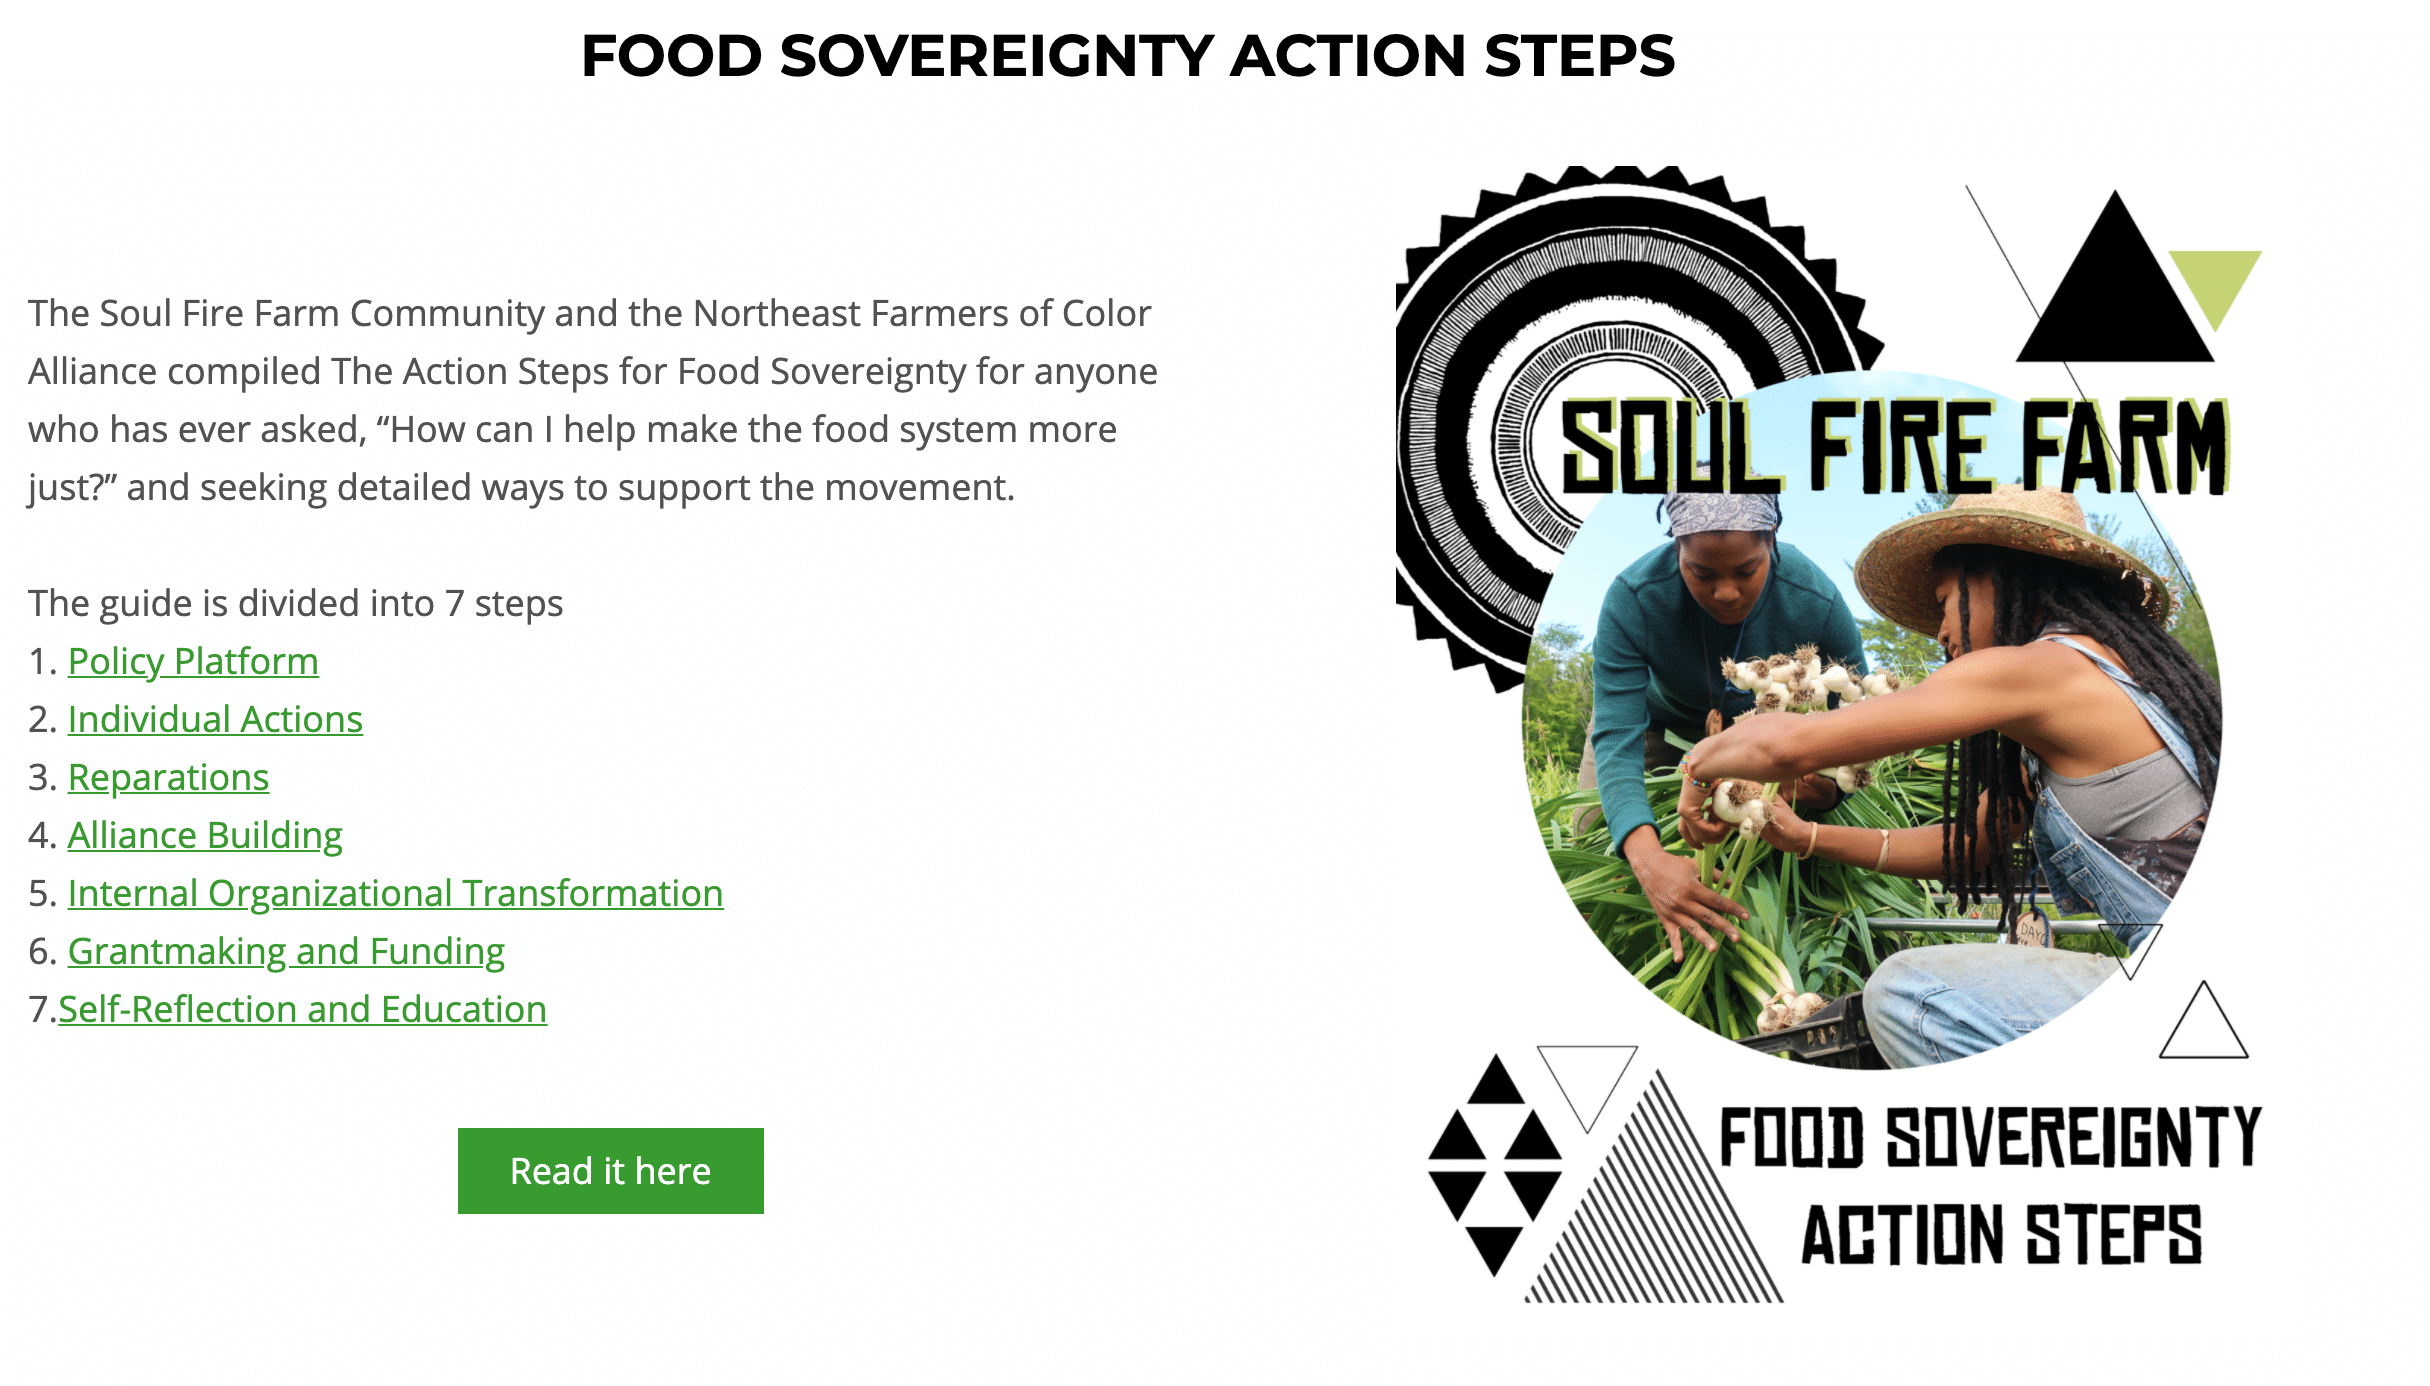 FOOD SOVEREIGNTY ACTION STEPS
The Soul Fire Farm Community and the Northeast Farmers of Color
Alliance compiled The Action Steps for Food Sovereignty for anyone
who has ever asked, “How can I help make the food system more
just?” and seeking detailed ways to support the movement.
The guide is divided into 7 steps
1. Policy Platform
2. Individual Actions
3. Reparations
4. Alliance Building
5. Internal Organizational Transformation
6. Grantmaking and Funding
7.Self-Reflection and Education
Read it here
SOUL FIRE FARM
FOOD SOVEREIGNTY
ACTION STEPS